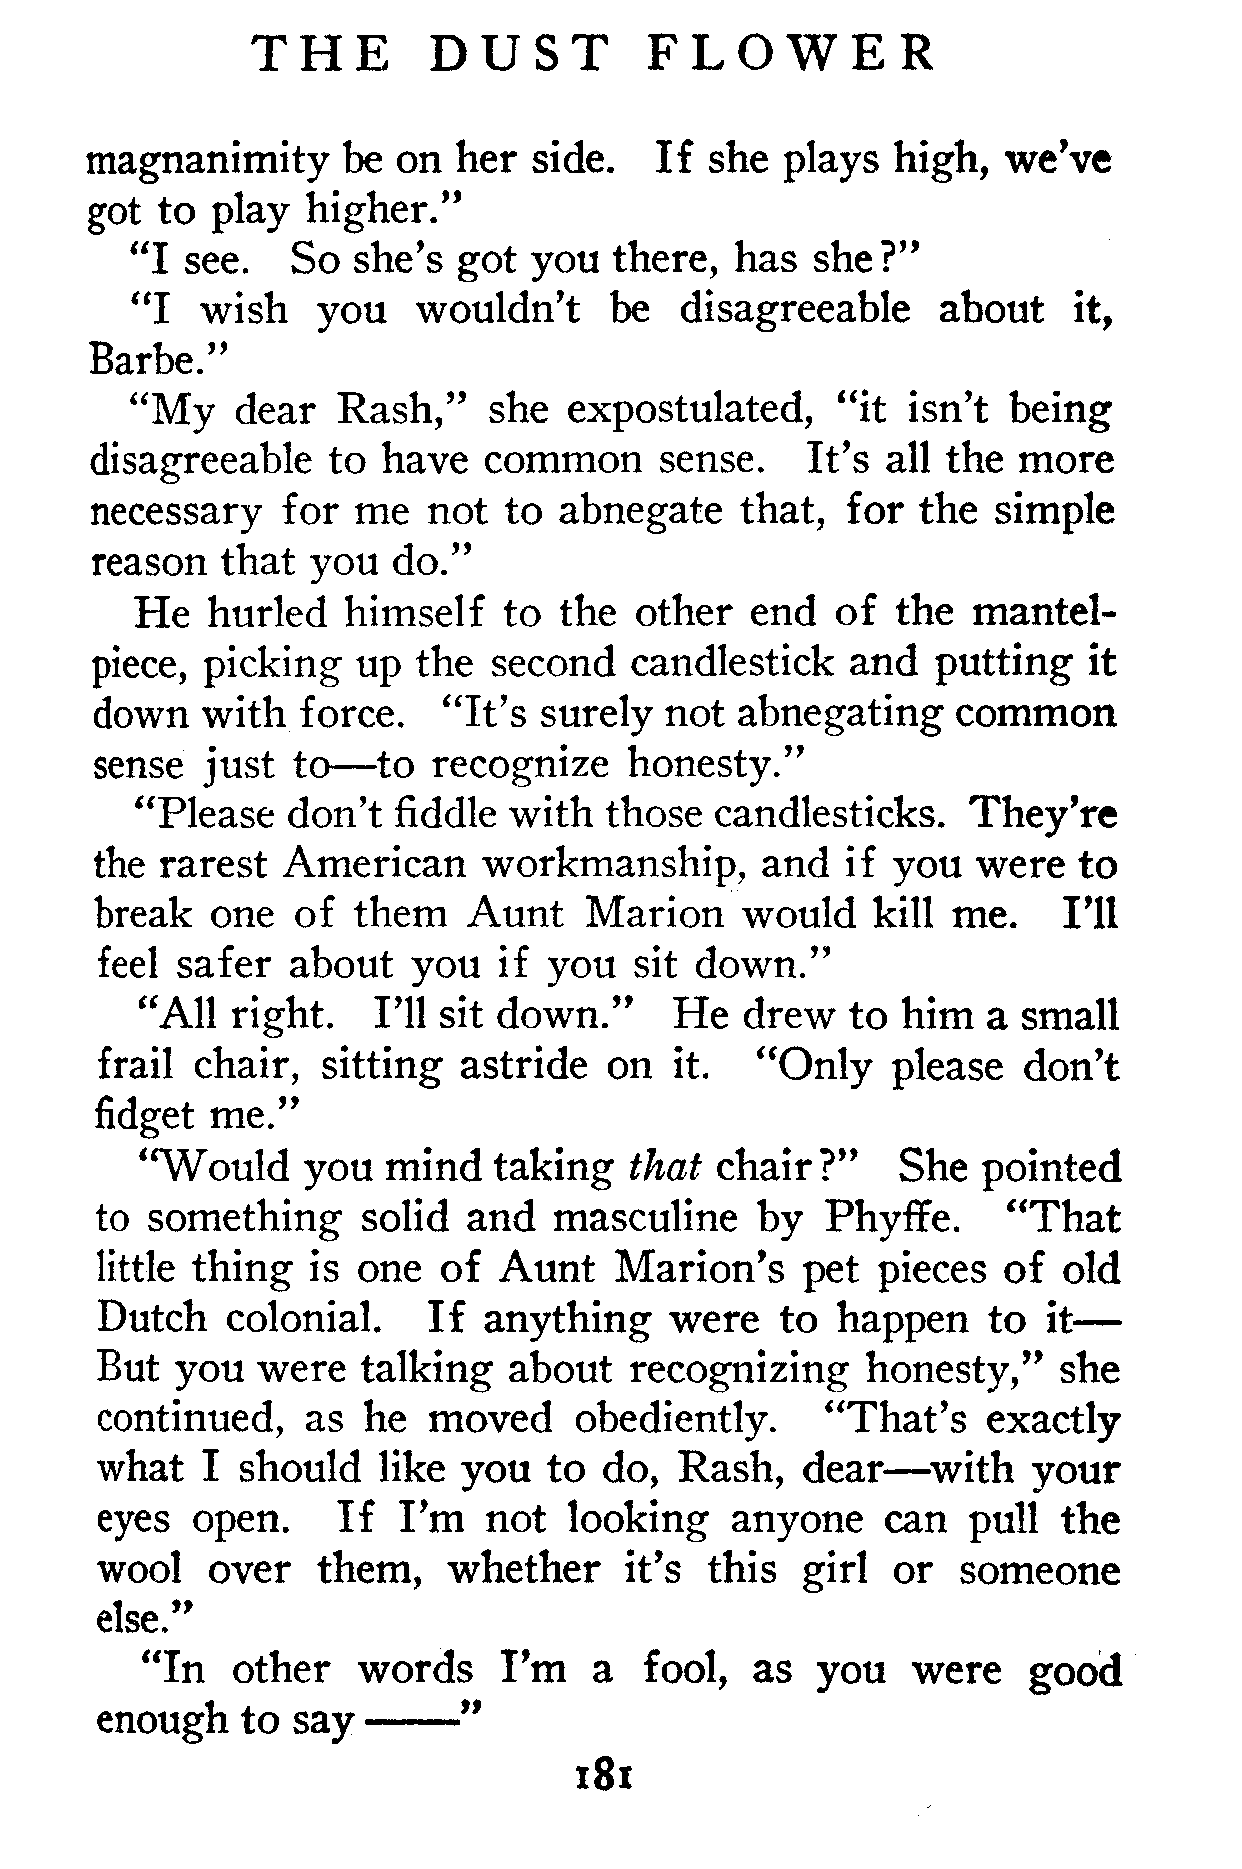 THE DUST FLOWER
magnanimity be on her side. If she plays high, we've
got to play higher."
"I see. So she's got you there, has she?"
"I wish you wouldn't be disagreeable about it,
Barbe."
"My dear Rash," she expostulated, "it isn't being
disagreeable to have common sense. It's all the more
necessary for me not to abnegate that, for the simple
reason that you do."
He hurled himself to the other end of the mantel-
piece, picking up the second candlestick and putting it
down with force. "It's surely not abnegating common
sense just to—to recognize honesty."
"Please don't fiddle with those candlesticks. They're
the rarest American workmanship, and if you were to
break one of them Aunt Marion would kill me. I'll
feel safer about you if you sit down."
"All right. I'll sit down." He drew to him a small
frail chair, sitting astride on it. "Only please don't
fidget me."
"Would you mind taking that chair?" She pointed
to something solid and masculine by Phyffe. "That
little thing is one of Aunt Marion's pet pieces of old
Dutch colonial. If anything were to happen to it—
But you were talking about recognizing honesty," she
continued, as he moved obediently. "That's exactly
what I should like you to do, Rash, dear—with your
eyes open. If I'm not looking anyone can pull the
wool over them, whether it's this girl or someone
else."
"In other words I'm a fool, as you were good
enough to say ——"
181